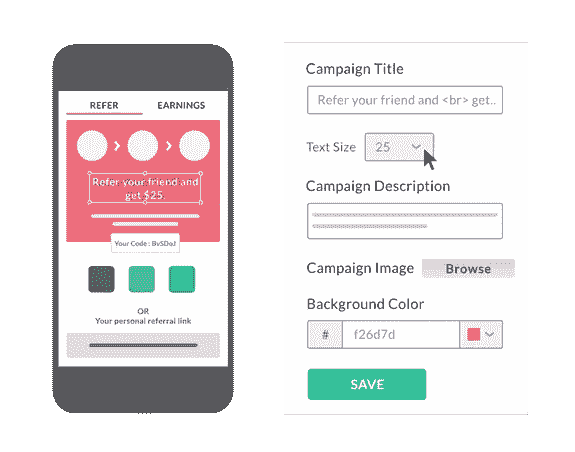 REFER EARNINGS
Refer your friend and
get $25.
Your Code : BvSDoJ
OR
Your personal referral link
Campaign Title
Refer your friend and <br> get..
Text Size 25
Campaign Description
Campaign Image Browse
Background Color
# f26d7d
SAVE